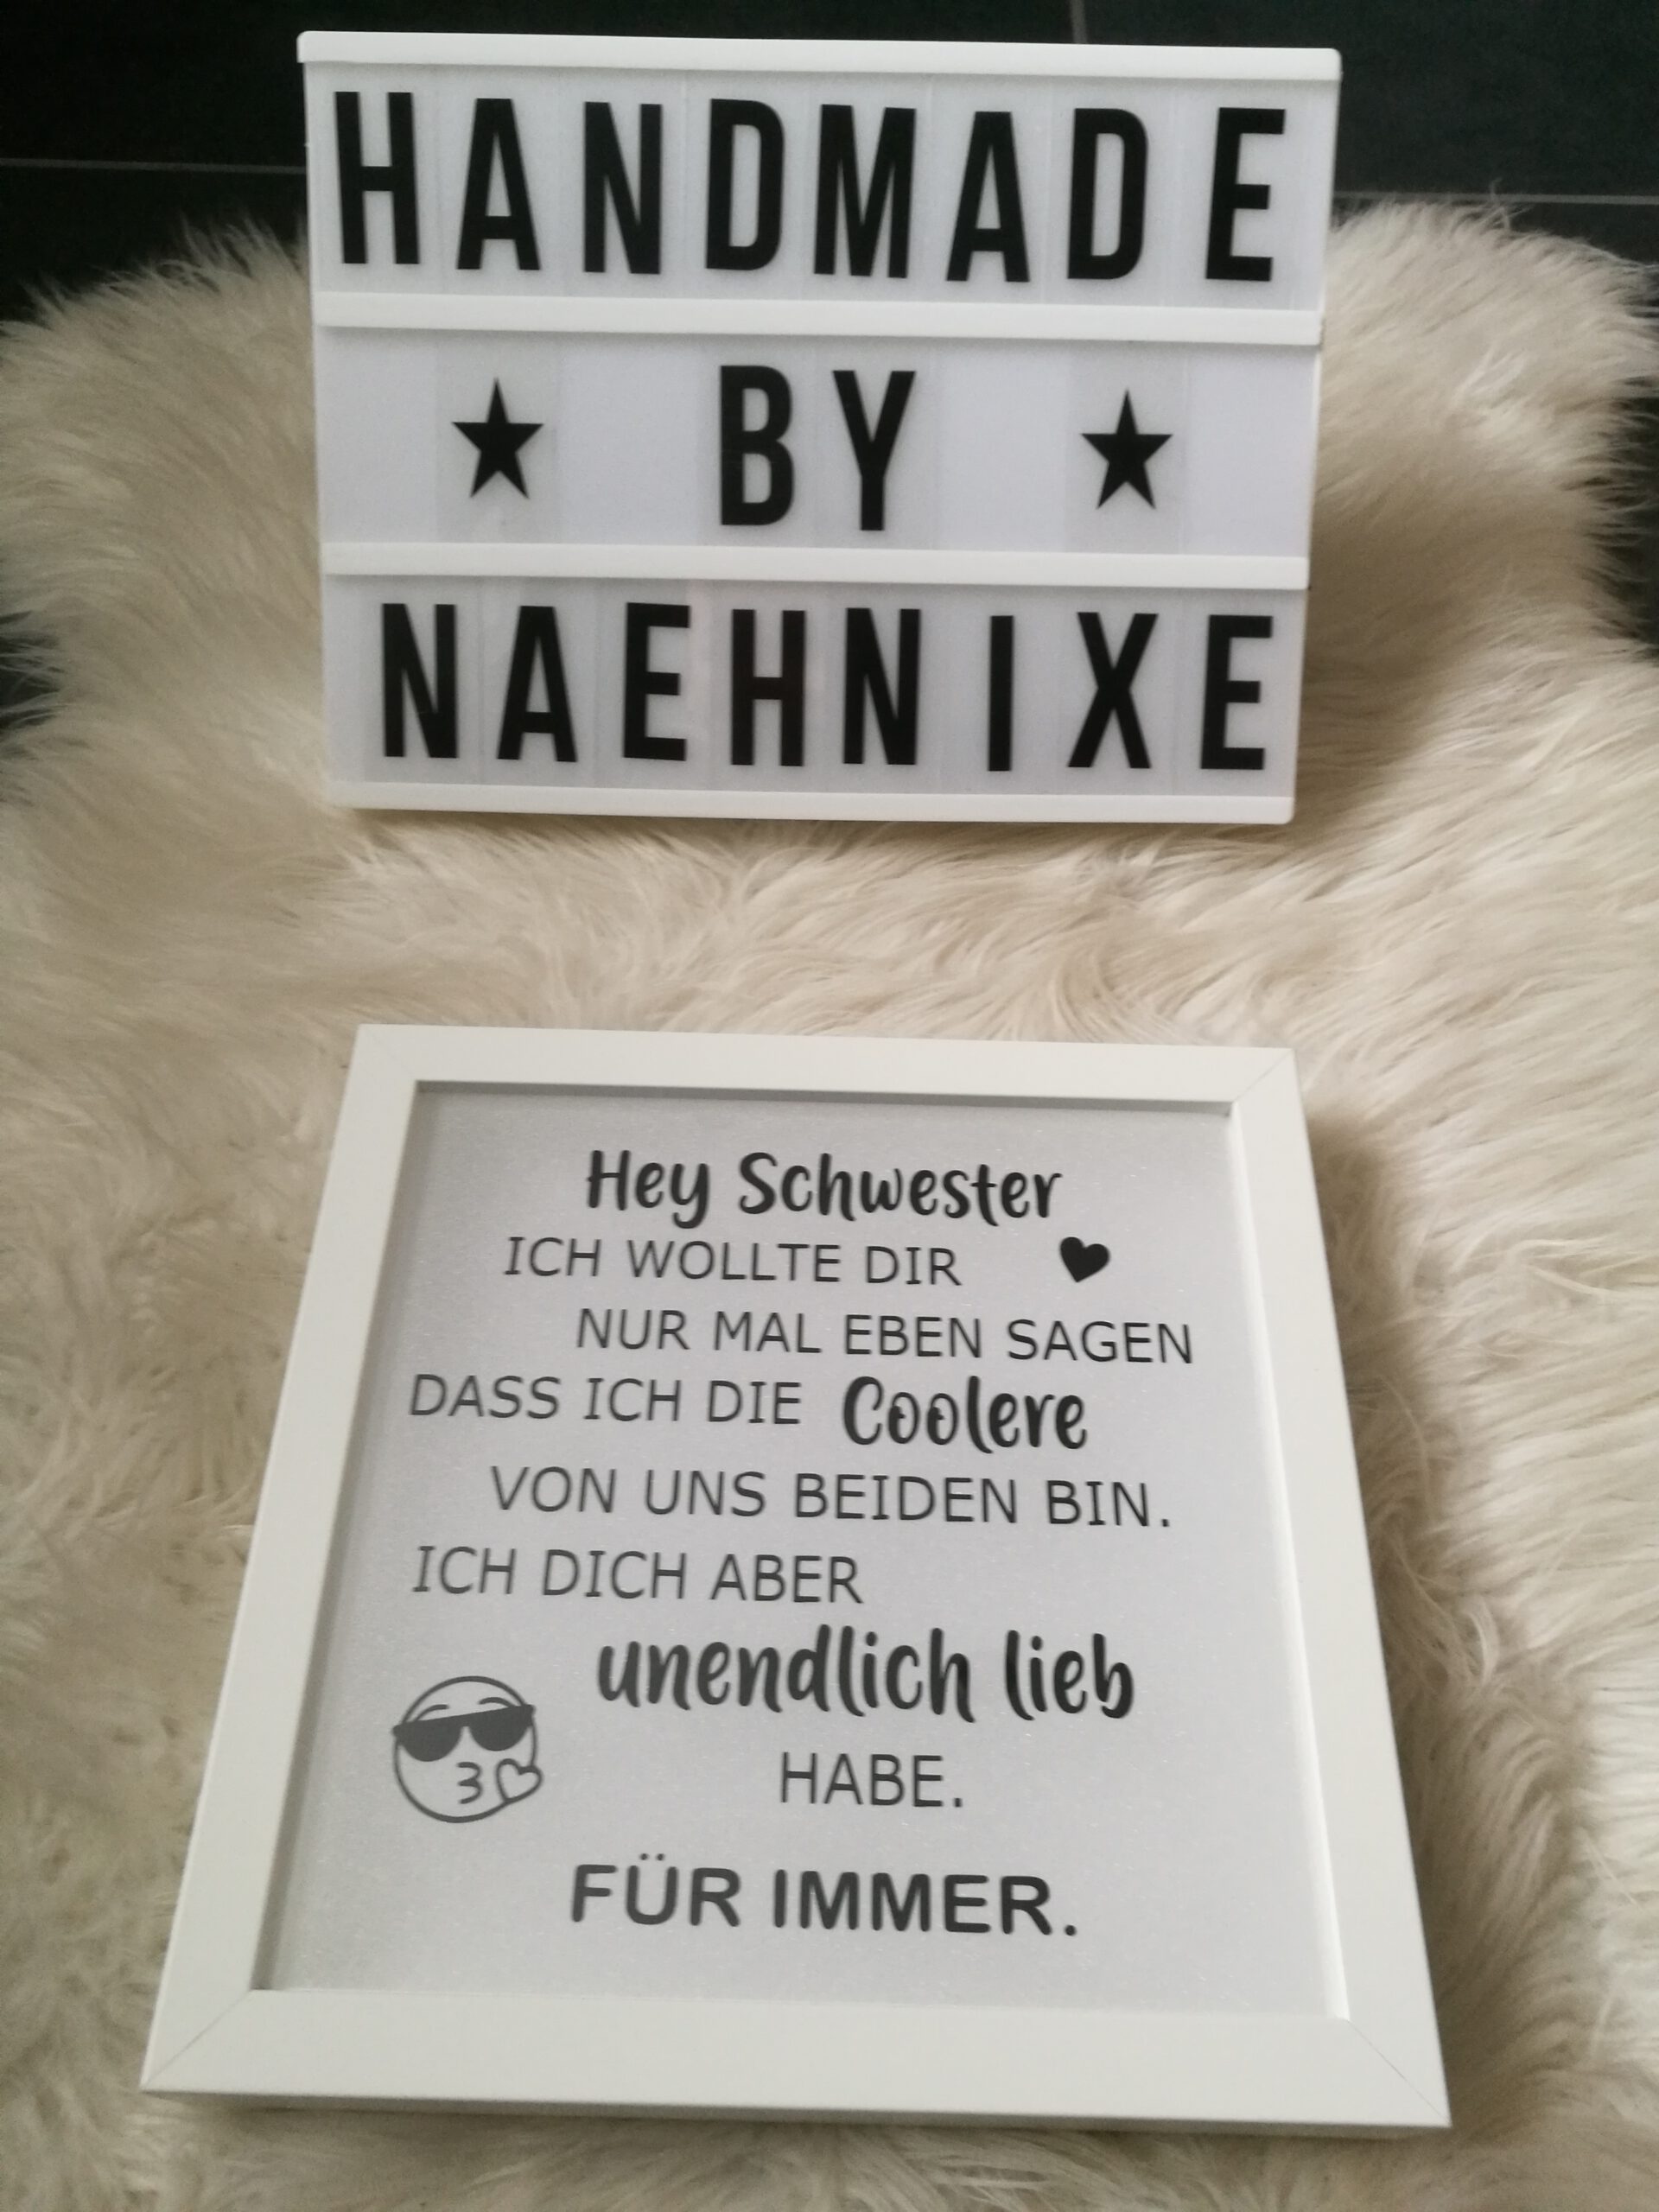 HANDMADE
★ BY ★
NAEHNIXE
Hey Schwester
ICH WOLLTE DIR
NUR MAL EBEN SAGEN
DASS ICH DIE Coolere
VON UNS BEIDEN BIN.
ICH DICH ABER
unendlich lieb
HABE.
FÜR IMMER.